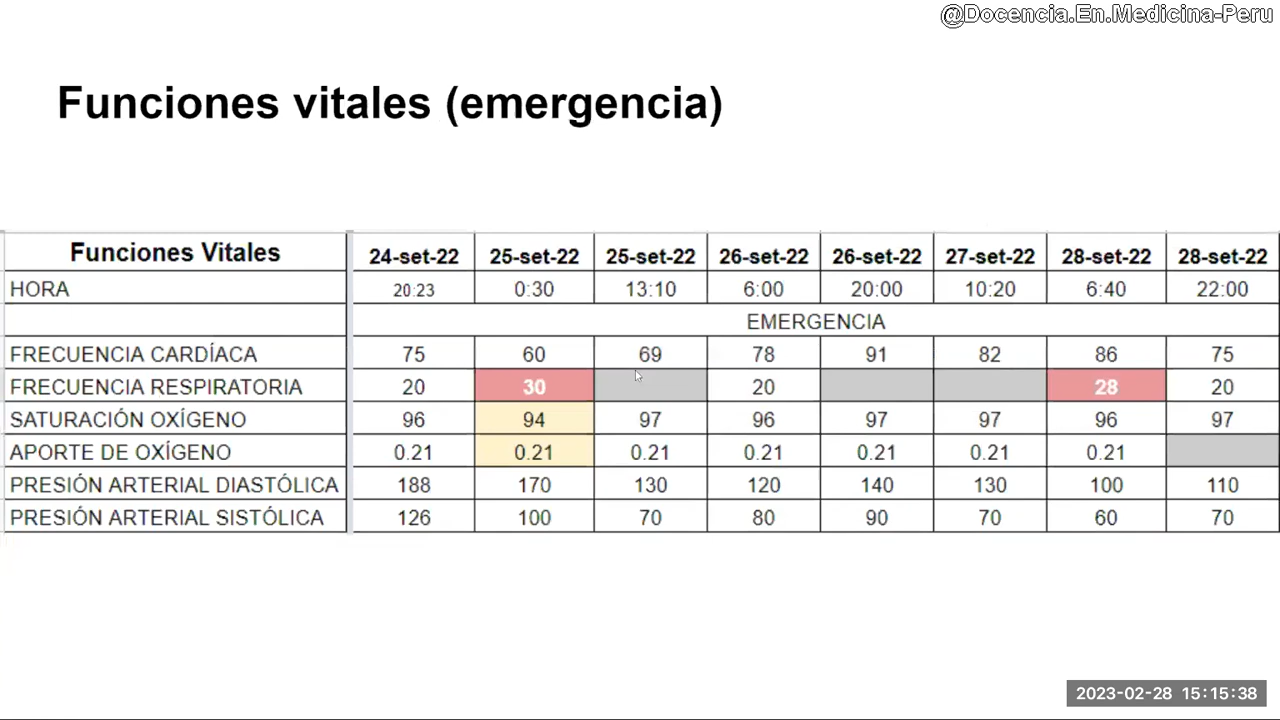 @Docencia.En.Medicina-Peru
Funciones vitales (emergencia)
Funciones Vitales 24-set-22 25-set-22 25-set-22 26-set-22 26-set-22 27-set-22 28-set-22 28-set-22
HORA 20:23 0:30 13:10 6:00 20:00 10:20 6:40 22:00
EMERGENCIA
FRECUENCIA CARDÍACA 75 60 69 78 91 82 86 75
FRECUENCIA RESPIRATORIA 20 30 20 28 20
SATURACIÓN OXÍGENO 96 94 97 96 97 97 96 97
APORTE DE OXÍGENO 0.21 0.21 0.21 0.21 0.21 0.21 0.21
PRESIÓN ARTERIAL DIASTÓLICA 188 170 130 120 140 130 100 110
PRESIÓN ARTERIAL SISTÓLICA 126 100 70 80 90 70 60 70
2023-02-28 15:15:38